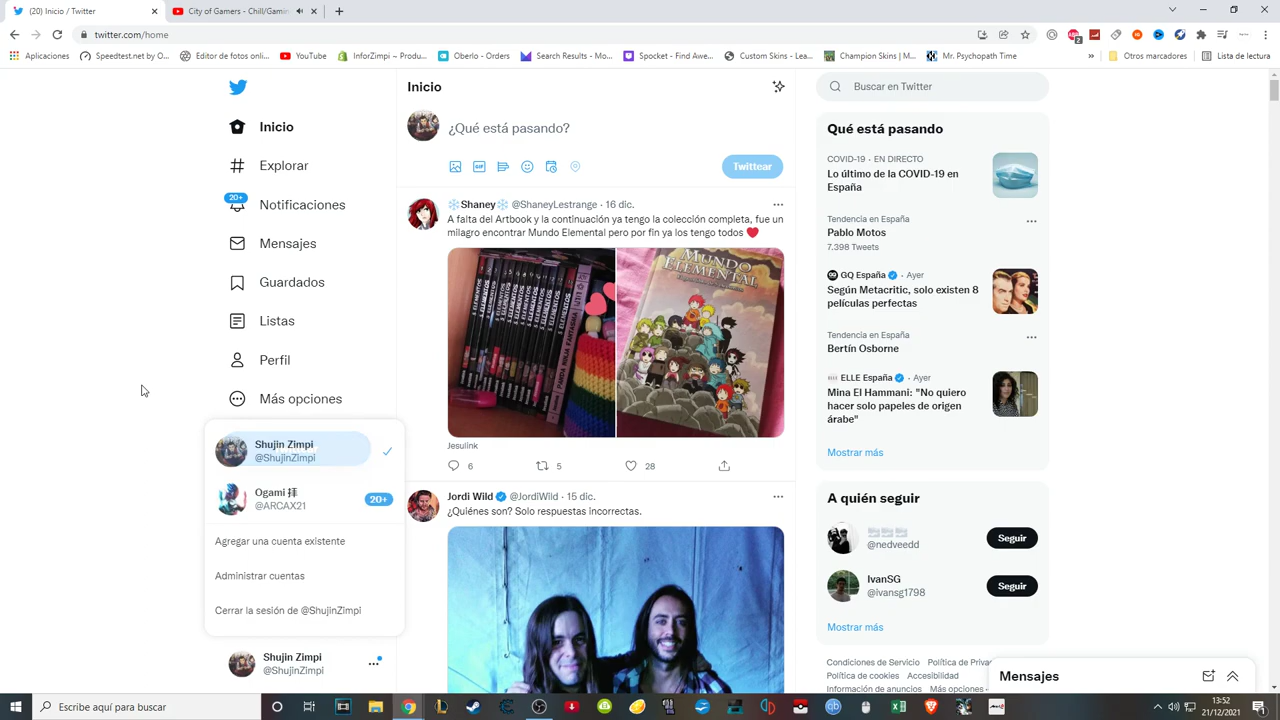 (20) Inicio / Twitter
City of Gamers - Chill/Gamin
twitter.com/home
Aplicaciones
Speedtest.net by O...
Editor de fotos onli...
YouTube
InforZimpi – Produ...
Oberlo - Orders
Search Results - Mo...
Spocket - Find Awe...
Custom Skins - Lea...
Champion Skins | M...
Mr. Psychopath Time
»
Otros marcadores
Lista de lectura
Inicio
Explorar
20+
Notificaciones
Mensajes
Guardados
Listas
Perfil
Más opciones
Shujin Zimpi
@ShujinZimpi
Ogami 拝
@ARCAX21
20+
Agregar una cuenta existente
Administrar cuentas
Cerrar la sesión de @ShujinZimpi
Shujin Zimpi
@ShujinZimpi
Inicio
¿Qué está pasando?
GIF
Twittear
Shaney @ShaneyLestrange · 16 dic.
A falta del Artbook y la continuación ya tengo la colección completa, fue un
milagro encontrar Mundo Elemental pero por fin ya los tengo todos ❤
MUNDO
ELEMENTAL
5 ELEMENTOS
Jesulink
6
5
28
Jordi Wild @JordiWild · 15 dic.
¿Quiénes son? Solo respuestas incorrectas.
Buscar en Twitter
Qué está pasando
COVID-19 · EN DIRECTO
Lo último de la COVID-19 en
España
Tendencia en España
Pablo Motos
7.398 Tweets
GQ España · Ayer
Según Metacritic, solo existen 8
películas perfectas
Tendencia en España
Bertín Osborne
ELLE España · Ayer
Mina El Hammani: "No quiero
hacer solo papeles de origen
árabe"
Mostrar más
A quién seguir
@nedveedd
Seguir
IvanSG
@ivansg1798
Seguir
Mostrar más
Condiciones de Servicio Política de Privac
Política de cookies Accesibilidad
Información de anuncios Más opciones
Mensajes
Escribe aquí para buscar
13:52
21/12/2021